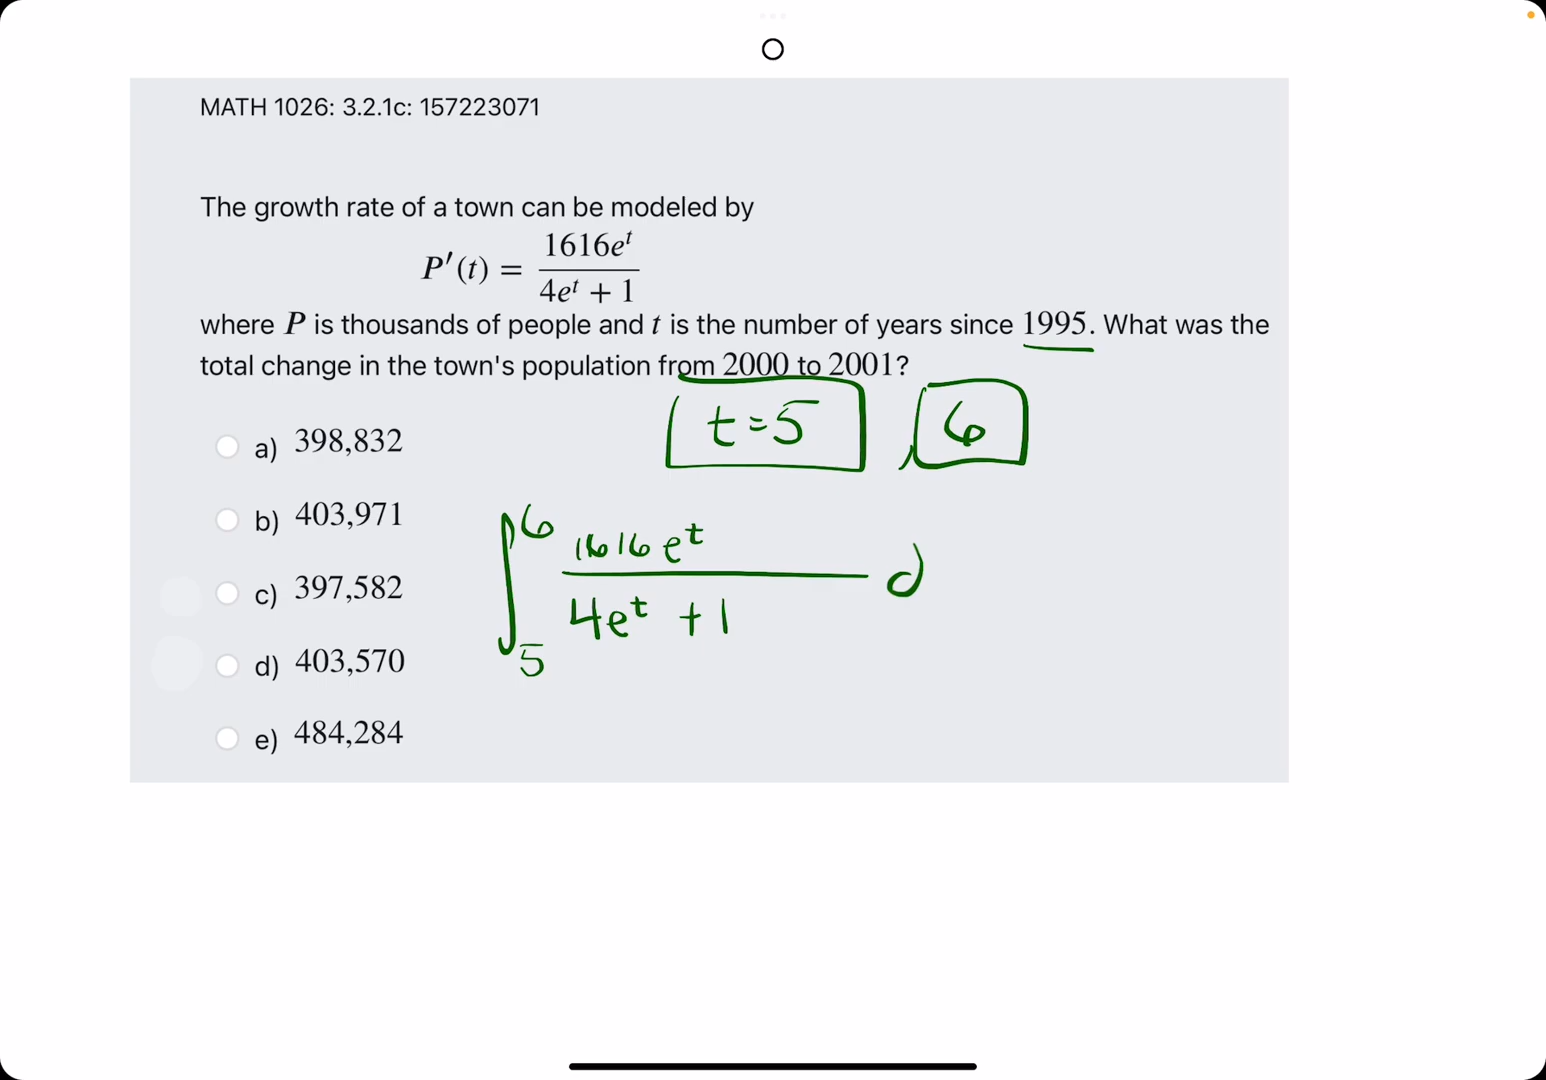 MATH 1026: 3.2.1c: 157223071
The growth rate of a town can be modeled by
P′(t) = 1616e^t / (4e^t + 1)
where P is thousands of people and t is the number of years since 1995. What was the
total change in the town's population from 2000 to 2001?
t=5 , 6
a) 398,832
b) 403,971
c) 397,582
d) 403,570
e) 484,284
∫_5^6 1616 e^t / (4e^t + 1) d